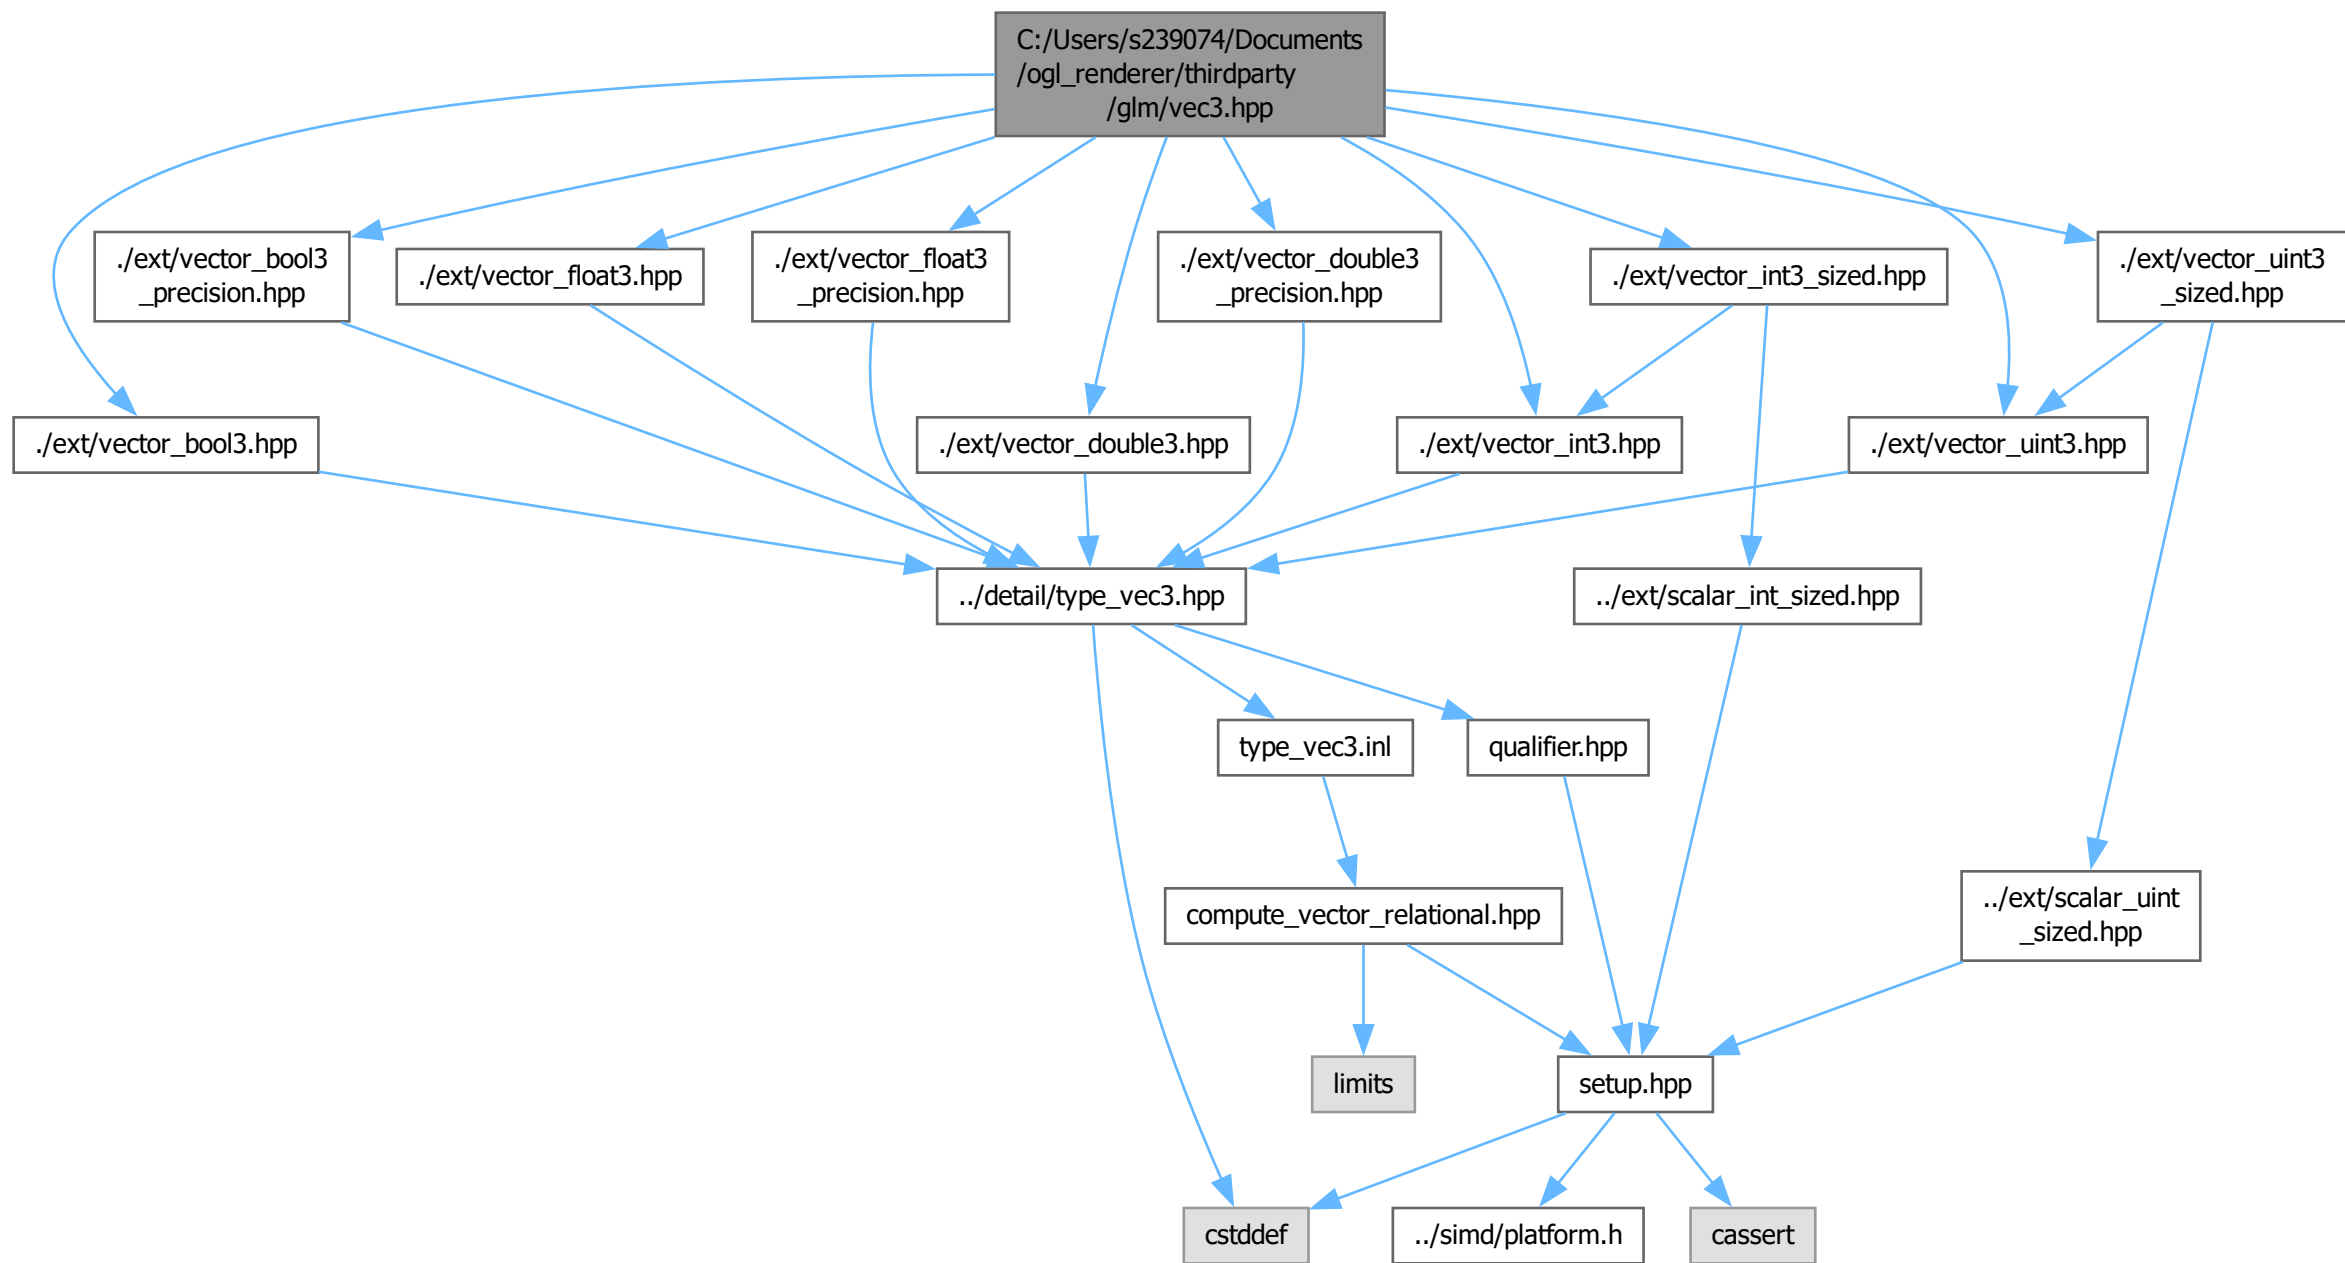 C:/Users/s239074/Documents
/ogl_renderer/thirdparty
/glm/vec3.hpp
./ext/vector_bool3
_precision.hpp
./ext/vector_float3.hpp
./ext/vector_float3
_precision.hpp
./ext/vector_double3
_precision.hpp
./ext/vector_int3_sized.hpp
./ext/vector_uint3
_sized.hpp
./ext/vector_bool3.hpp
./ext/vector_double3.hpp
./ext/vector_int3.hpp
./ext/vector_uint3.hpp
../detail/type_vec3.hpp
../ext/scalar_int_sized.hpp
type_vec3.inl
qualifier.hpp
compute_vector_relational.hpp
../ext/scalar_uint
_sized.hpp
limits
setup.hpp
cstddef
../simd/platform.h
cassert